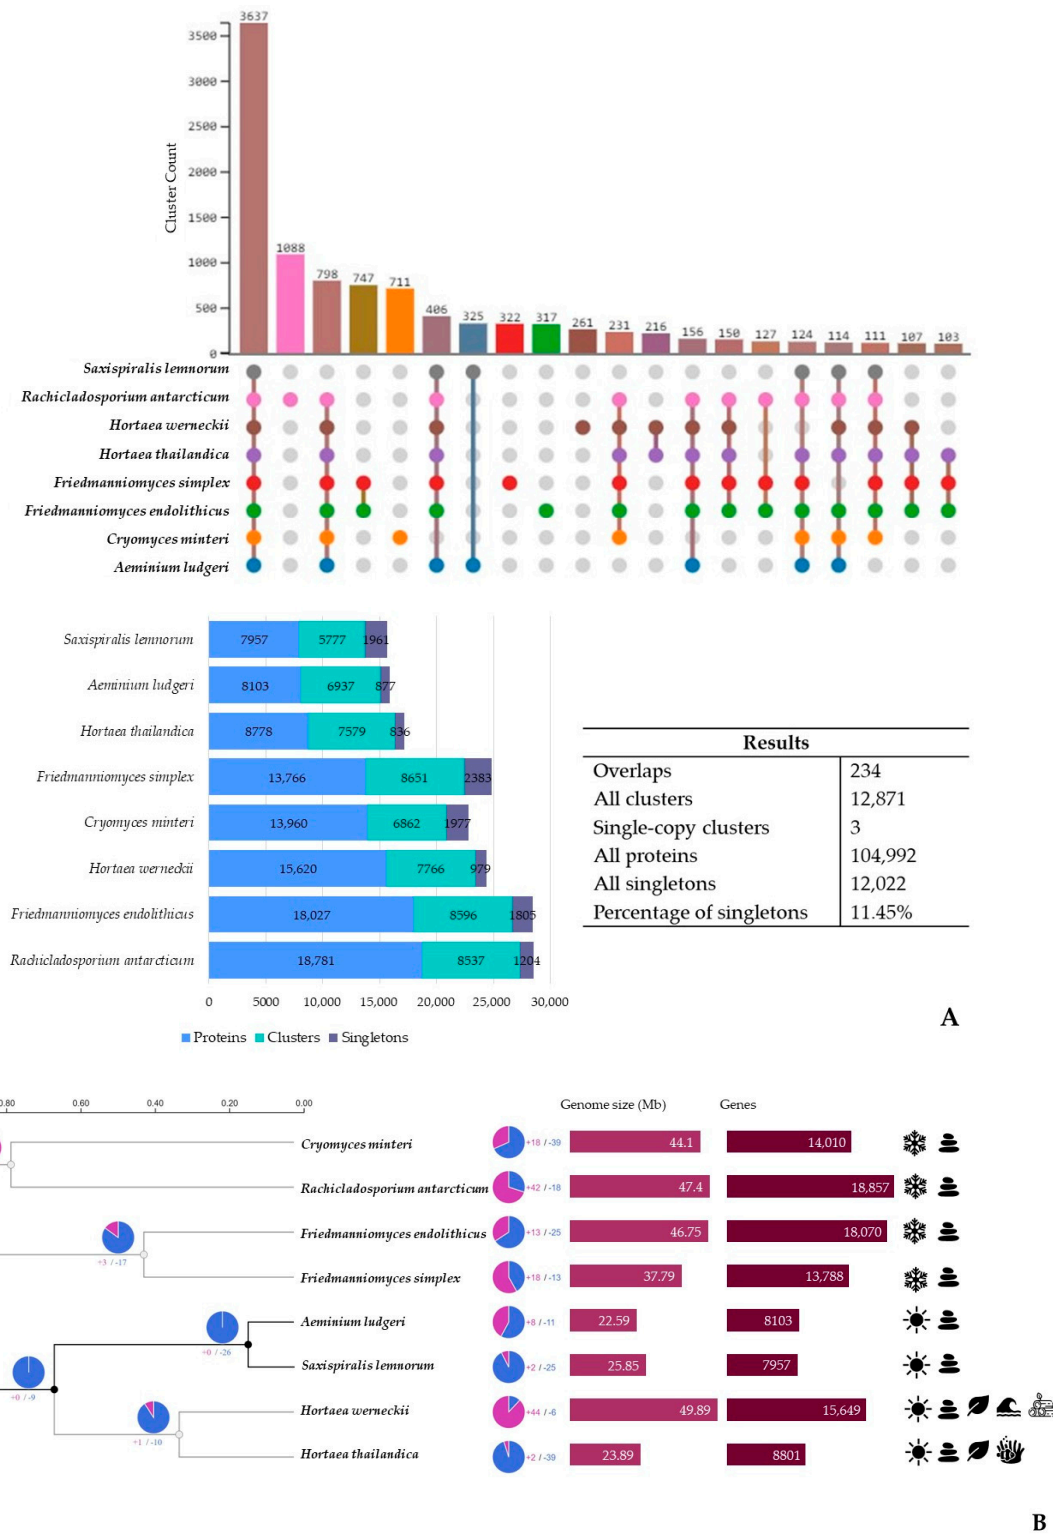 3637
3500
3000
2500
2000
1500
1000
500
0
Cluster Count
1088
798
747
711
406
325
322
317
261
231
216
156
150
127
124
114
111
107
103
Saxispiralis lemnorum
Rachicladosporium antarcticum
Hortaea werneckii
Hortaea thailandica
Friedmanniomyces simplex
Friedmanniomyces endolithicus
Cryomyces minteri
Aeminium ludgeri
Saxispiralis lemnorum 7957 5777 1961
Aeminium ludgeri 8103 6937 877
Hortaea thailandica 8778 7579 836
Friedmanniomyces simplex 13,766 8651 2383
Cryomyces minteri 13,960 6862 1977
Hortaea werneckii 15,620 7766 979
Friedmanniomyces endolithicus 18,027 8596 1805
Rachicladosporium antarcticum 18,781 8537 1204
0 5000 10,000 15,000 20,000 25,000 30,000
Proteins Clusters Singletons
Results
Overlaps 234
All clusters 12,871
Single-copy clusters 3
All proteins 104,992
All singletons 12,022
Percentage of singletons 11.45%
A
0.80 0.60 0.40 0.20 0.00
Genome size (Mb) Genes
Cryomyces minteri +18 / -39 44.1 14,010
Rachicladosporium antarcticum +42 / -18 47.4 18,857
Friedmanniomyces endolithicus +13 / -25 46.75 18,070
+3 / -17
Friedmanniomyces simplex +18 / -13 37.79 13,788
Aeminium ludgeri +8 / -11 22.59 8103
+0 / -26
Saxispiralis lemnorum +2 / -25 25.85 7957
+0 / -9
Hortaea werneckii +44 / -6 49.89 15,649
+1 / -10
Hortaea thailandica +2 / -39 23.89 8801
B